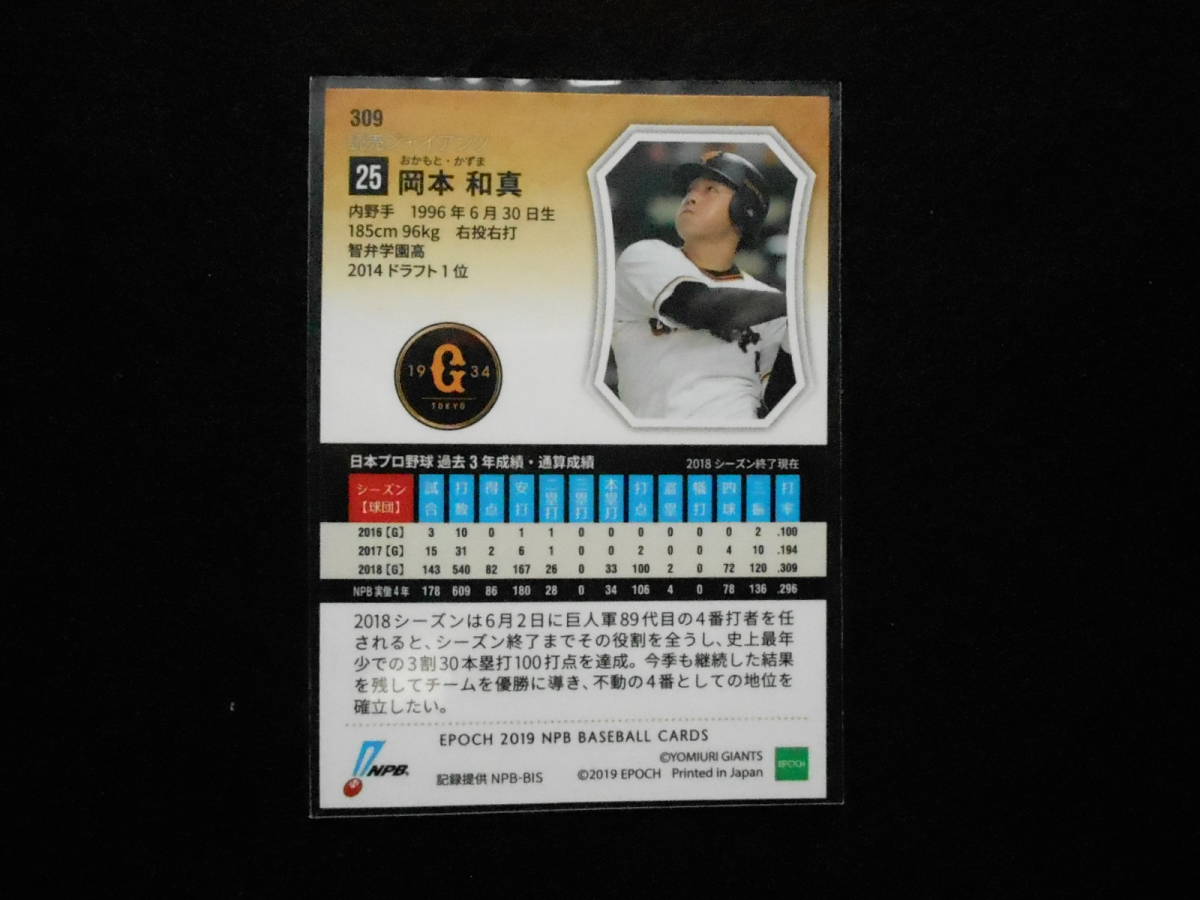 309
読売ジャイアンツ
おかもと・かずま
25 岡本 和真
内野手 1996年6月30日生
185cm 96kg 右投右打
智弁学園高
2014ドラフト1位
19 G 34
TOKYO
日本プロ野球 過去3年成績・通算成績 2018シーズン終了現在
シーズン【球団】 試合 打数 得点 安打 二塁打 三塁打 本塁打 打点 盗塁 犠打 四球 三振 打率
2016【G】 3 10 0 1 1 0 0 0 0 0 0 2 .100
2017【G】 15 31 2 6 1 0 0 2 0 0 4 10 .194
2018【G】 143 540 82 167 26 0 33 100 2 0 72 120 .309
NPB実働4年 178 609 86 180 28 0 34 106 4 0 78 136 .296
2018シーズンは6月2日に巨人軍89代目の4番打者を任
されると、シーズン終了までその役割を全うし、史上最年
少での3割30本塁打100打点を達成。今季も継続した結果
を残してチームを優勝に導き、不動の4番としての地位を
確立したい。
EPOCH 2019 NPB BASEBALL CARDS
©YOMIURI GIANTS
NPB 記録提供 NPB-BIS ©2019 EPOCH Printed in Japan
EPOCH